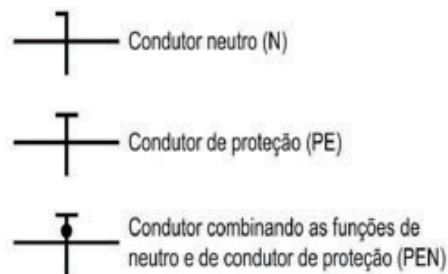 Condutor neutro (N)
Condutor de proteção (PE)
Condutor combinando as funções de
neutro e de condutor de proteção (PEN)